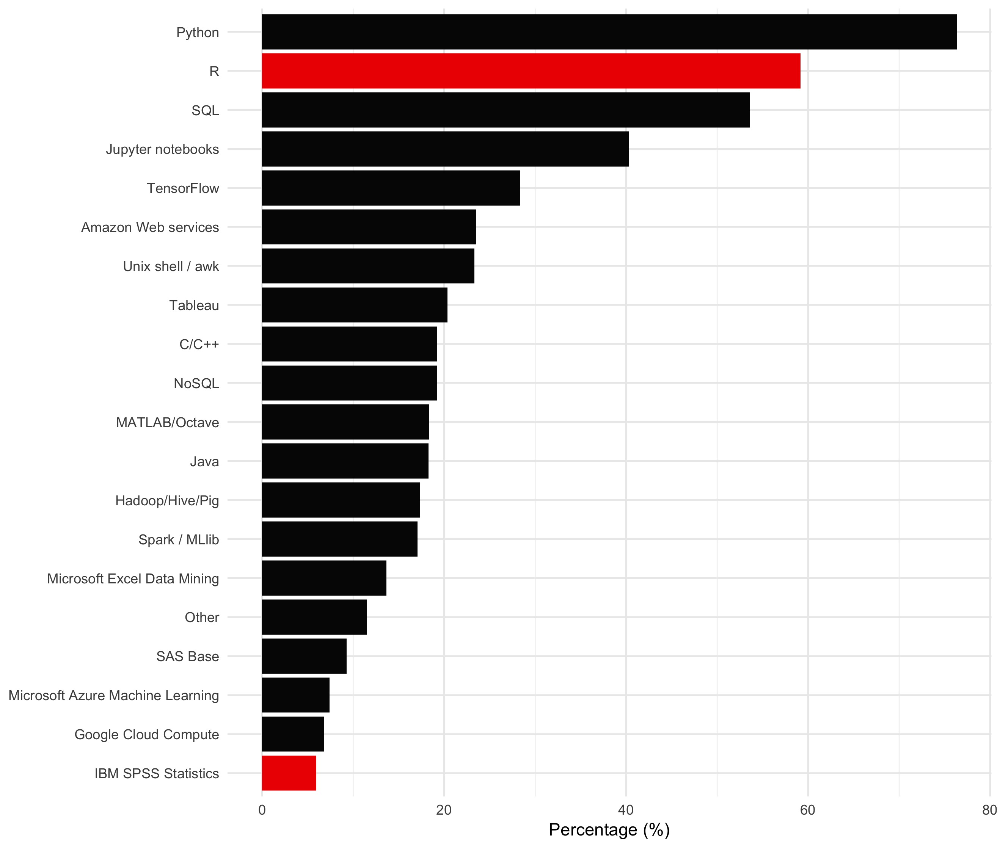 Python
R
SQL
Jupyter notebooks
TensorFlow
Amazon Web services
Unix shell / awk
Tableau
C/C++
NoSQL
MATLAB/Octave
Java
Hadoop/Hive/Pig
Spark / MLlib
Microsoft Excel Data Mining
Other
SAS Base
Microsoft Azure Machine Learning
Google Cloud Compute
IBM SPSS Statistics
0 20 40 60 80
Percentage (%)